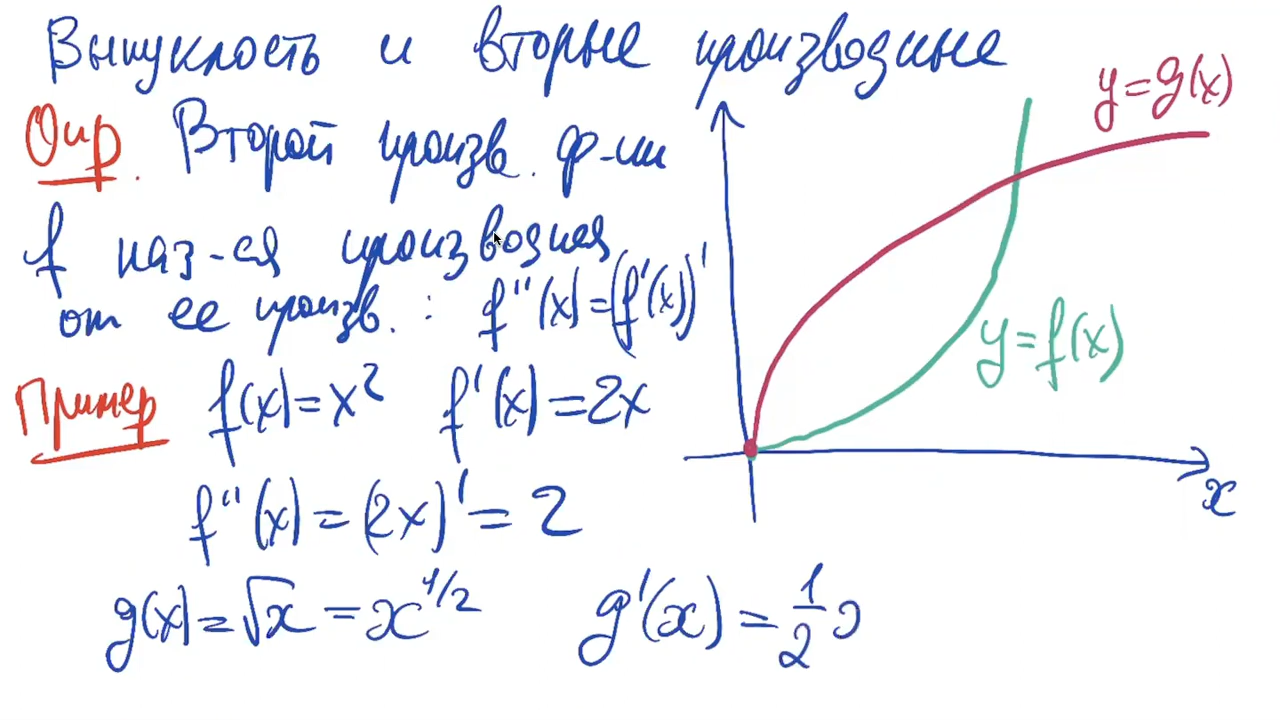 Выпуклость и вторые производные
Опр. Второй произв. ф-ии
f наз-ся производная
от ее произв. : f''(x)=(f'(x))'
Пример f(x)=x² f'(x)=2x
f''(x)=(2x)'=2
g(x)=√x=x^{1/2} g'(x)=\frac{1}{2}
y=g(x)
y=f(x)
x